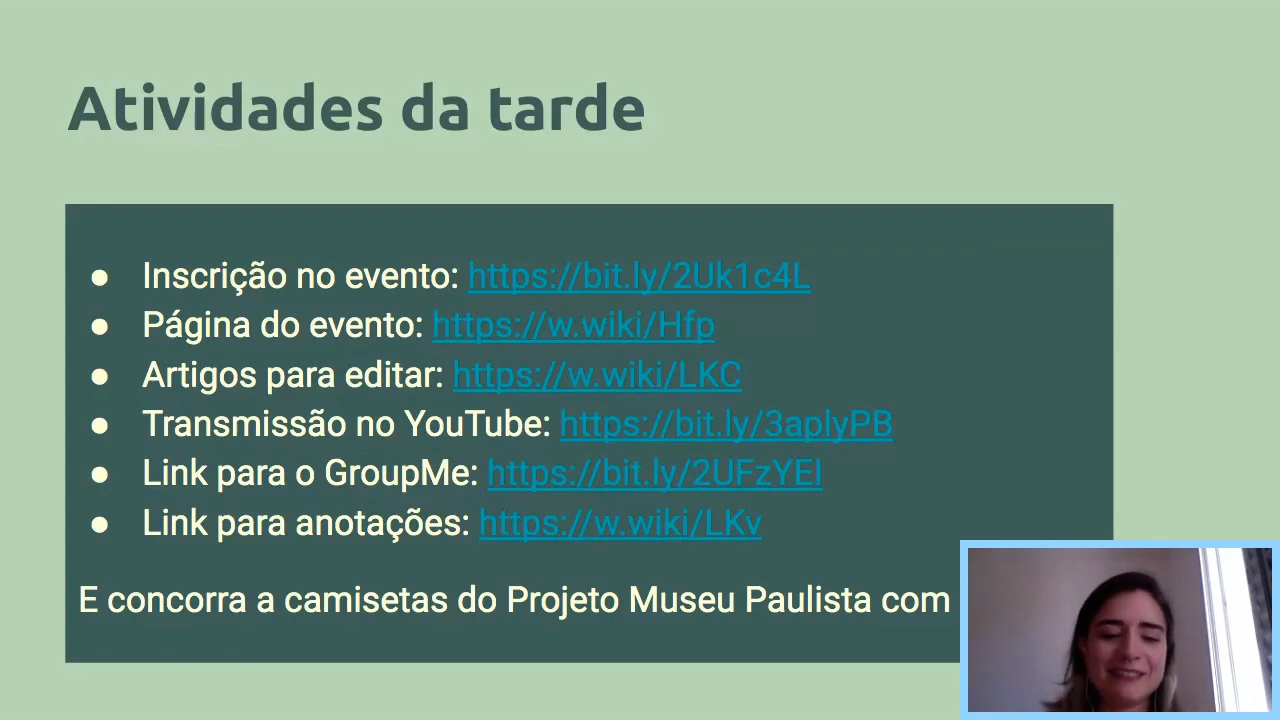 Atividades da tarde
● Inscrição no evento: https://bit.ly/2Uk1c4L
● Página do evento: https://w.wiki/Hfp
● Artigos para editar: https://w.wiki/LKC
● Transmissão no YouTube: https://bit.ly/3aplyPB
● Link para o GroupMe: https://bit.ly/2UFzYEl
● Link para anotações: https://w.wiki/LKv
E concorra a camisetas do Projeto Museu Paulista com